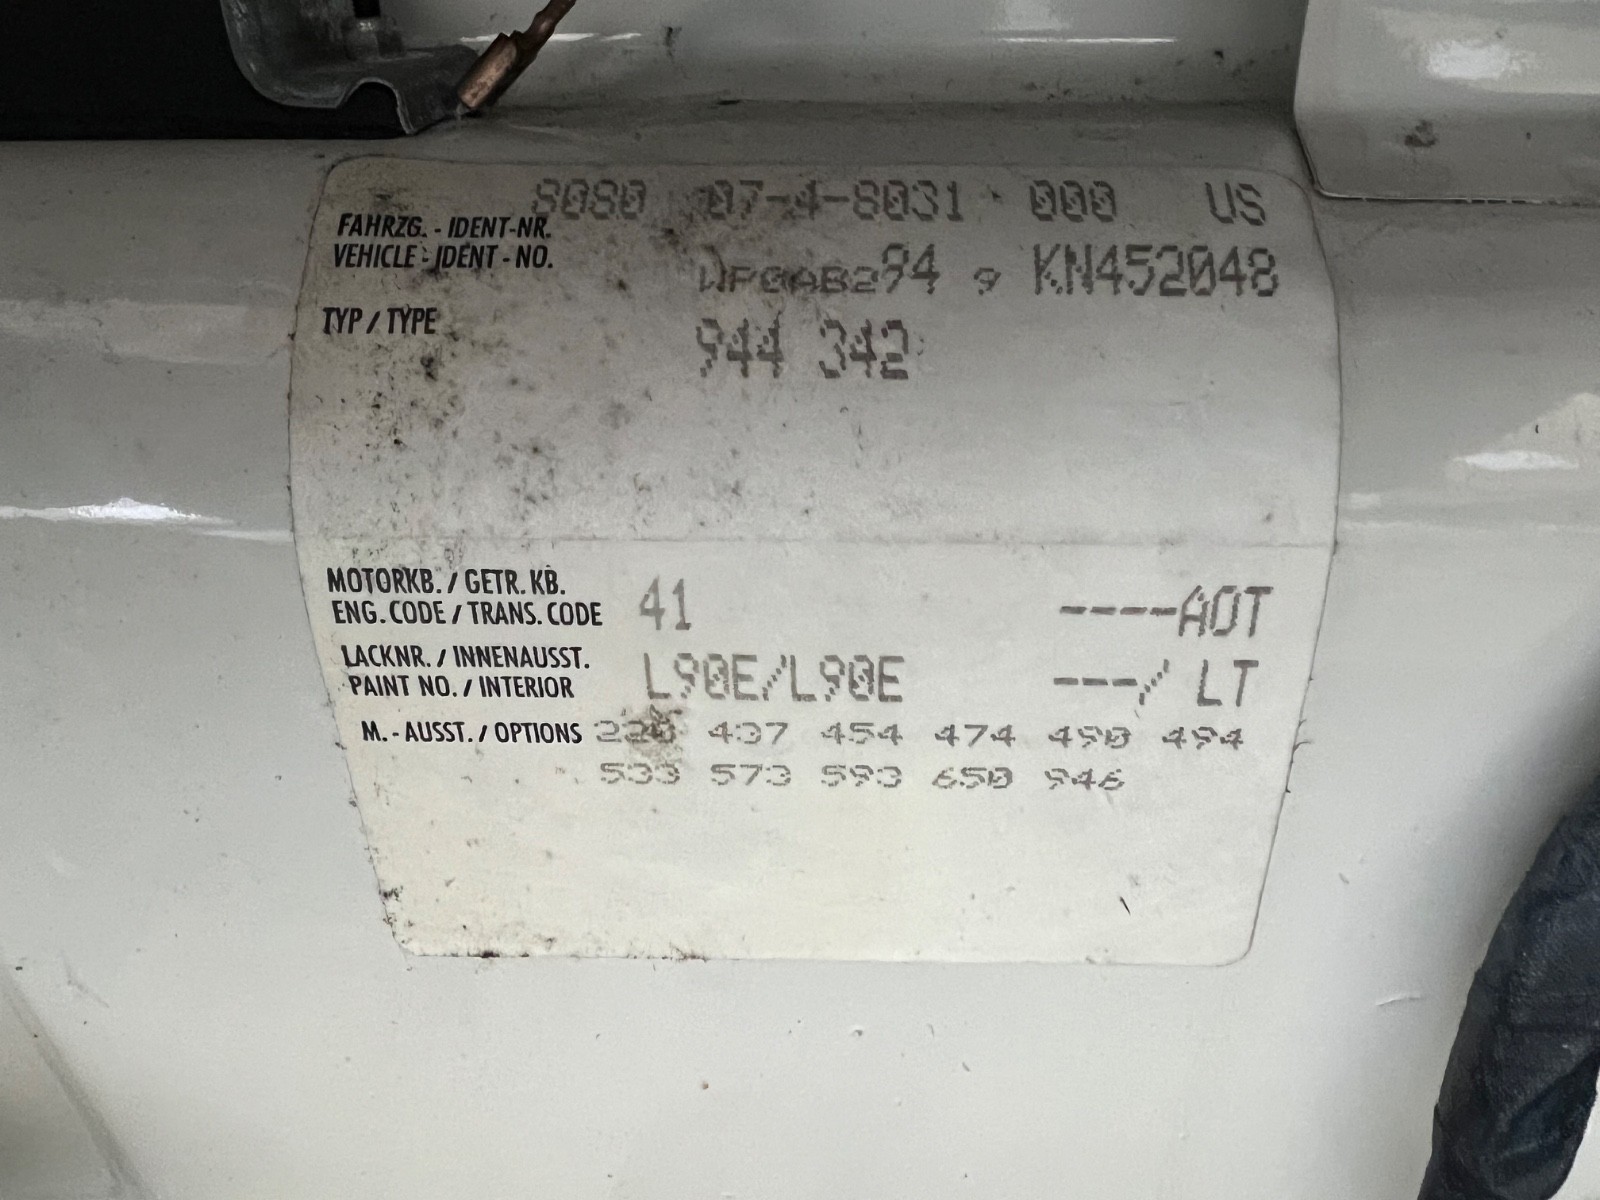 8080 07-4-8031 000 US
FAHRZG. - IDENT-NR.
VEHICLE - IDENT - NO. WP0AB294 9 KN452048
TYP / TYPE 944 342
MOTORKB. / GETR. KB.
ENG. CODE / TRANS. CODE 41 ----AOT
LACKNR. / INNENAUSST.
PAINT NO. / INTERIOR L90E/L90E ---/ LT
M. - AUSST. / OPTIONS 220 437 454 474 490 494
533 573 593 650 946